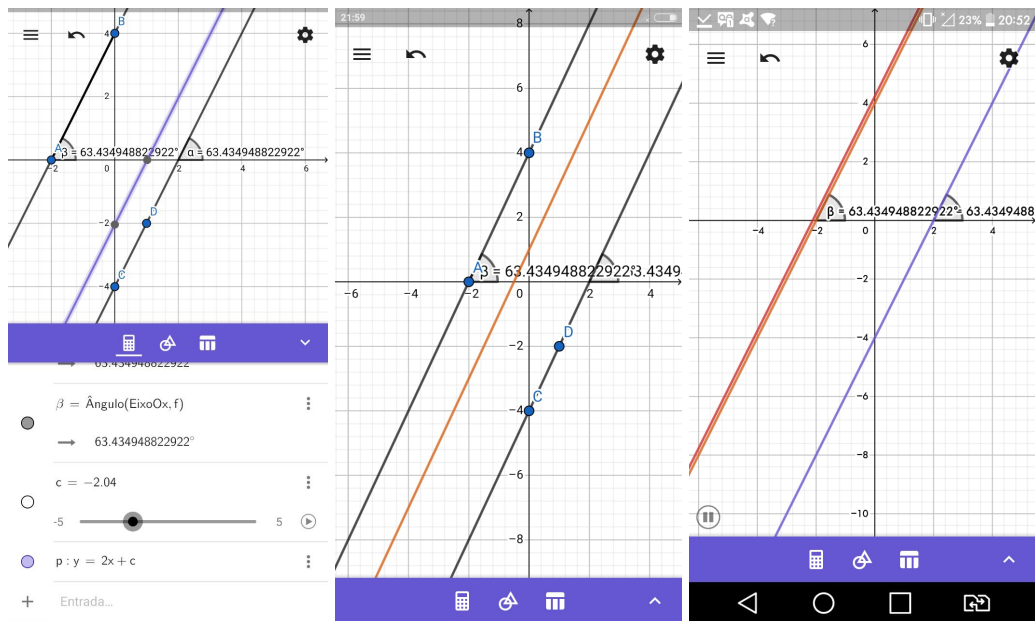 B
4
2
A
β = 63.434948822922°
α = 63.434948822922°
−2
0
2
4
6
−2
D
C
−4
63.434948822922
β = Ângulo(EixoOx, f)
63.434948822922°
c = −2.04
-5
5
p : y = 2x + c
Entrada…
21:59
8
6
B
4
2
A
β = 63.434948822922°
3.4349
−6
−4
−2
0
2
4
D
−2
C
−4
−6
−8
23%
20:52
6
4
2
β = 63.434948822922°
63.4349488
−4
−2
0
2
4
−2
−4
−6
−8
−10